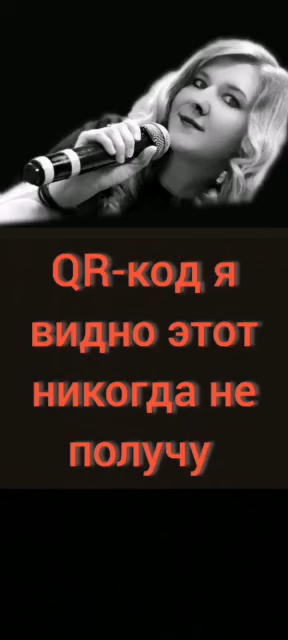 QR-код я
видно этот
никогда не
получу